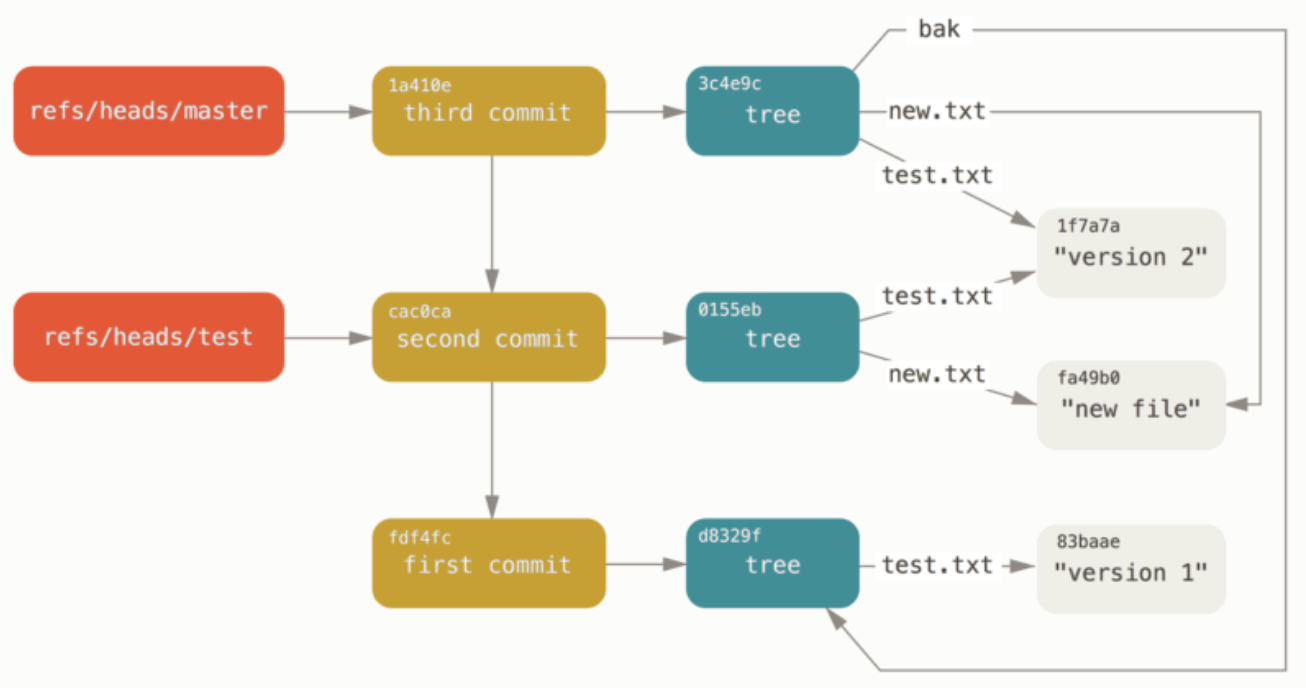 bak
refs/heads/master
1a410e
third commit
3c4e9c
tree
new.txt
test.txt
1f7a7a
"version 2"
refs/heads/test
cac0ca
second commit
0155eb
tree
test.txt
new.txt
fa49b0
"new file"
fdf4fc
first commit
d8329f
tree
test.txt
83baae
"version 1"